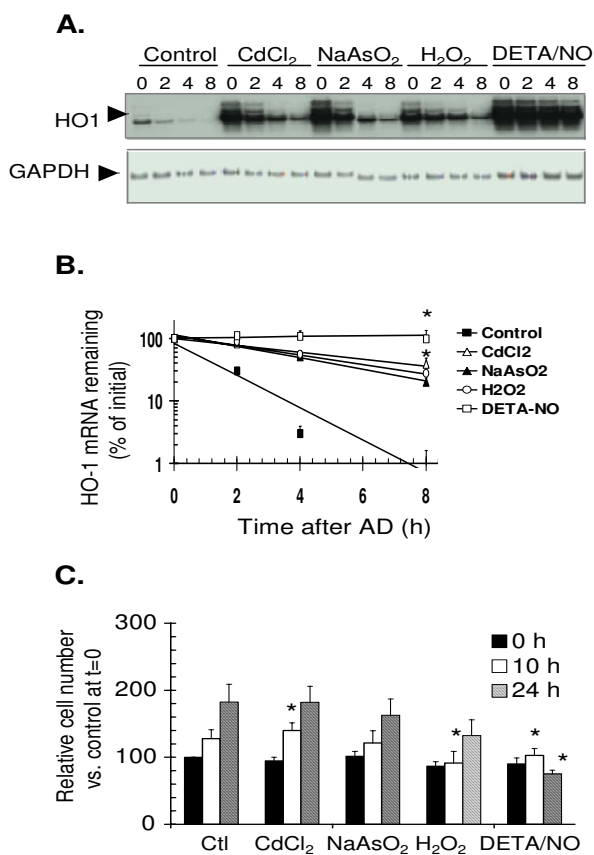 A.
Control CdCl₂ NaAsO₂ H₂O₂ DETA/NO
0 2 4 8 0 2 4 8 0 2 4 8 0 2 4 8 0 2 4 8
HO1
GAPDH
B.
HO-1 mRNA remaining
(% of initial)
100
10
1
0 2 4 6 8
Time after AD (h)
*
*
Control
CdCl2
NaAsO2
H2O2
DETA-NO
C.
Relative cell number
vs. control at t=0
300
200
100
0
0 h
10 h
24 h
* * * *
Ctl CdCl₂ NaAsO₂ H₂O₂ DETA/NO